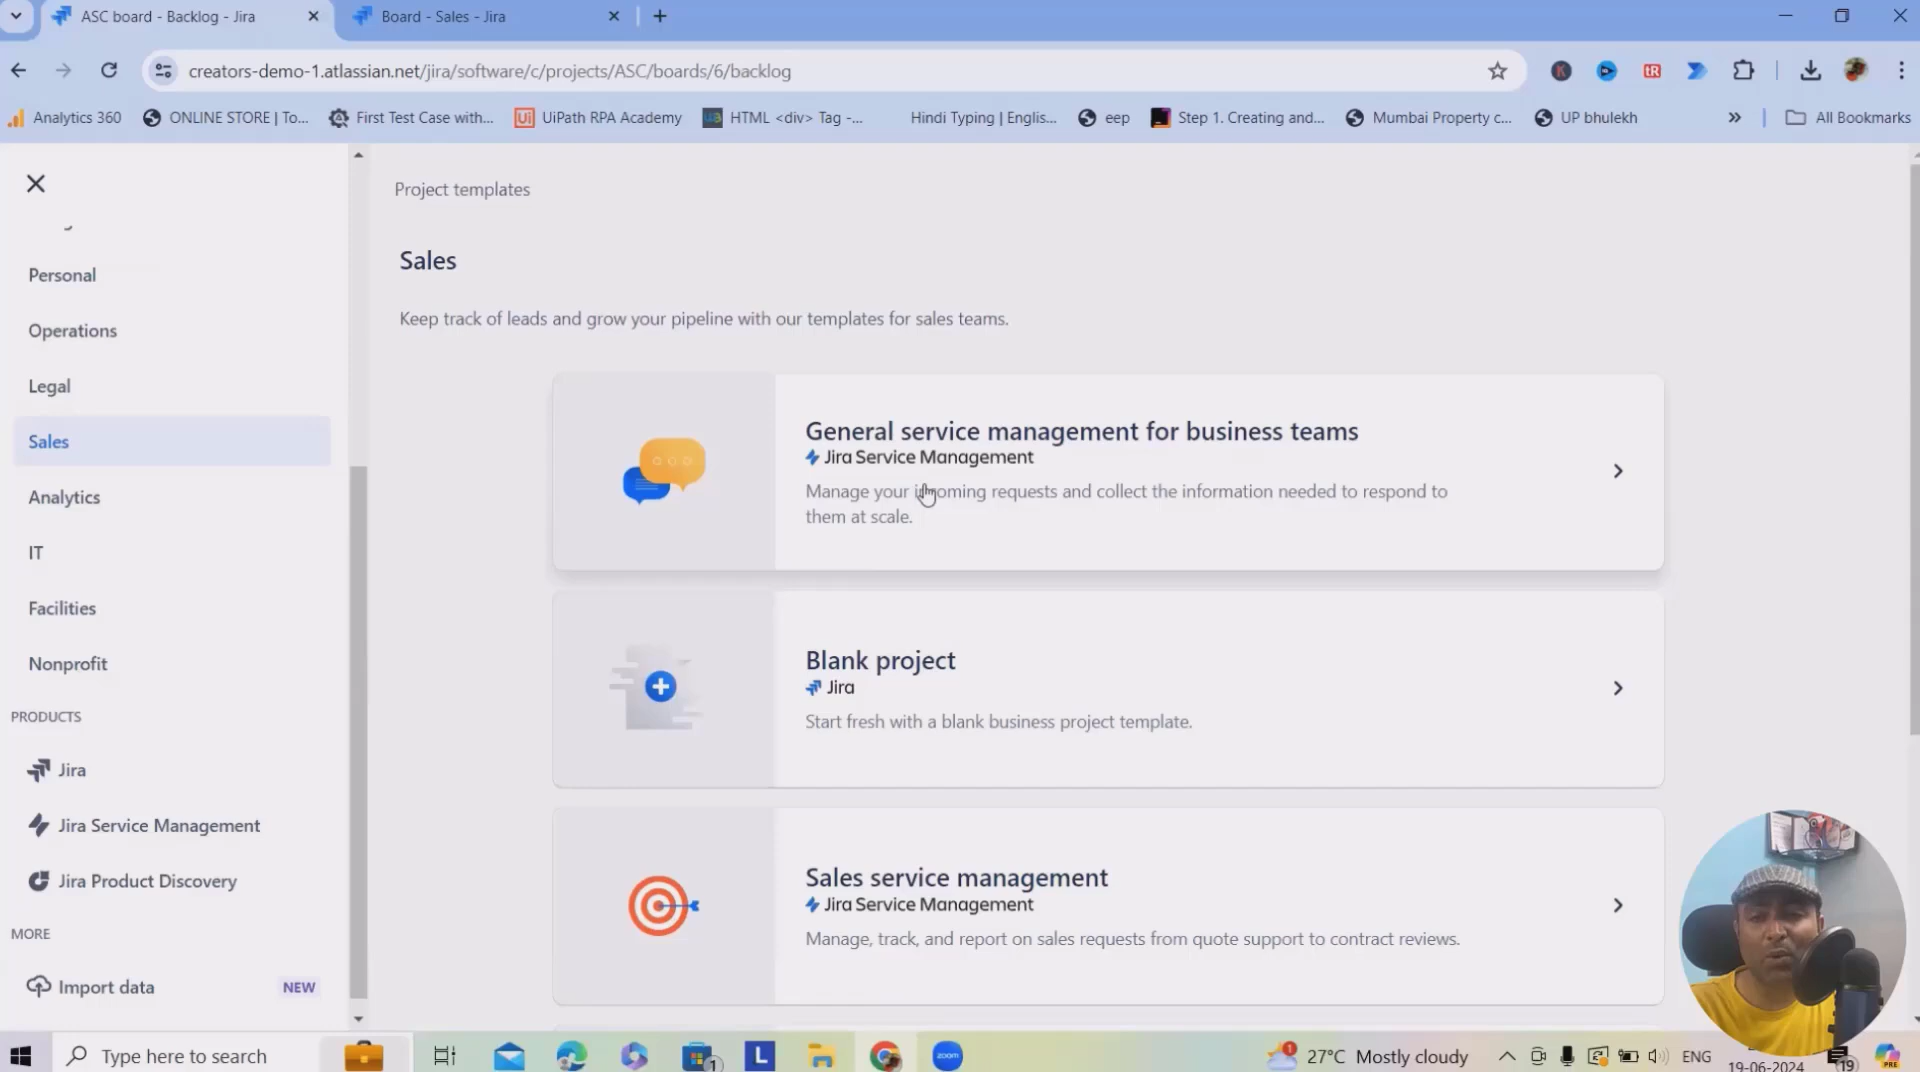 ASC board - Backlog - Jira
Board - Sales - Jira
creators-demo-1.atlassian.net/jira/software/c/projects/ASC/boards/6/backlog
Analytics 360
ONLINE STORE | To...
First Test Case with...
UiPath RPA Academy
HTML <div> Tag -...
Hindi Typing | Englis...
eep
Step 1. Creating and...
Mumbai Property c...
UP bhulekh
All Bookmarks
Personal
Operations
Legal
Sales
Analytics
IT
Facilities
Nonprofit
PRODUCTS
Jira
Jira Service Management
Jira Product Discovery
MORE
Import data NEW
Project templates
Sales
Keep track of leads and grow your pipeline with our templates for sales teams.
General service management for business teams
Jira Service Management
Manage your incoming requests and collect the information needed to respond to
them at scale.
Blank project
Jira
Start fresh with a blank business project template.
Sales service management
Jira Service Management
Manage, track, and report on sales requests from quote support to contract reviews.
Type here to search
27°C Mostly cloudy
ENG
19-06-2024